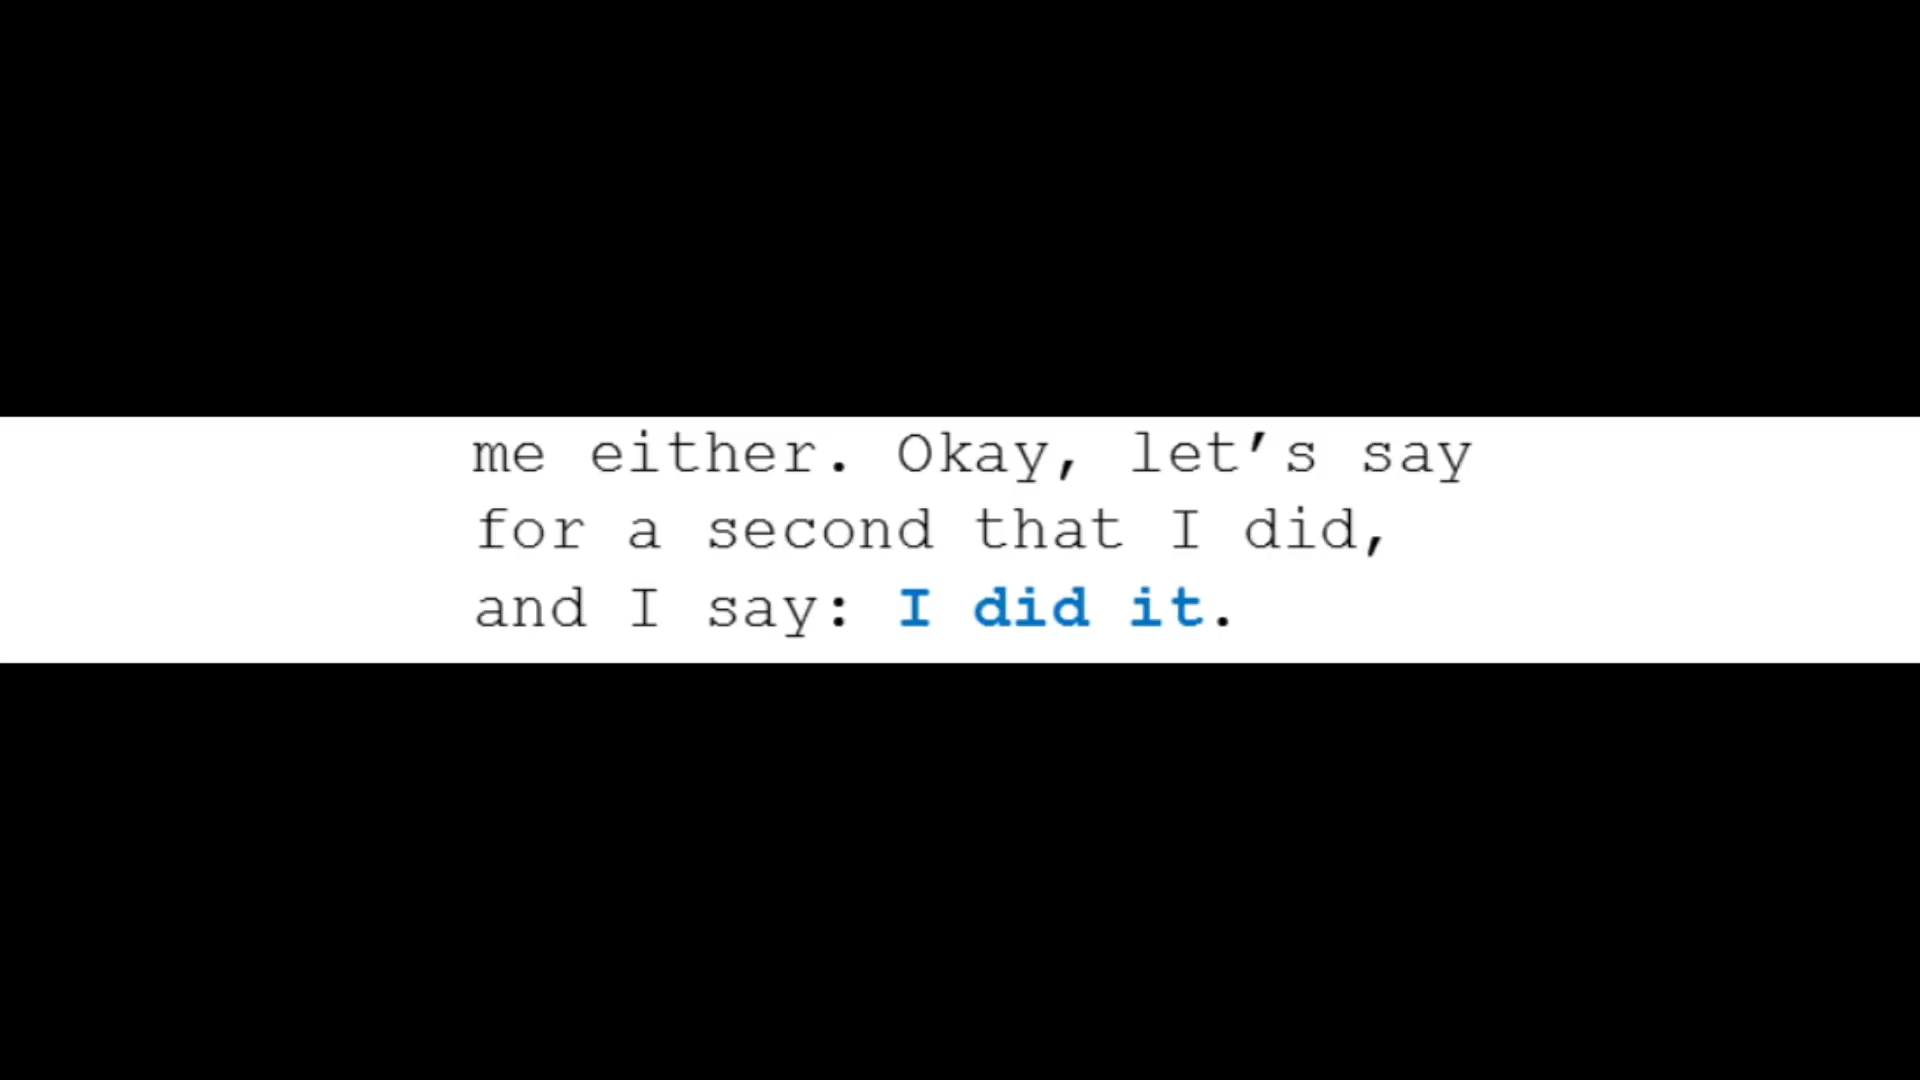 me either. Okay, let’s say
for a second that I did,
and I say: I did it.